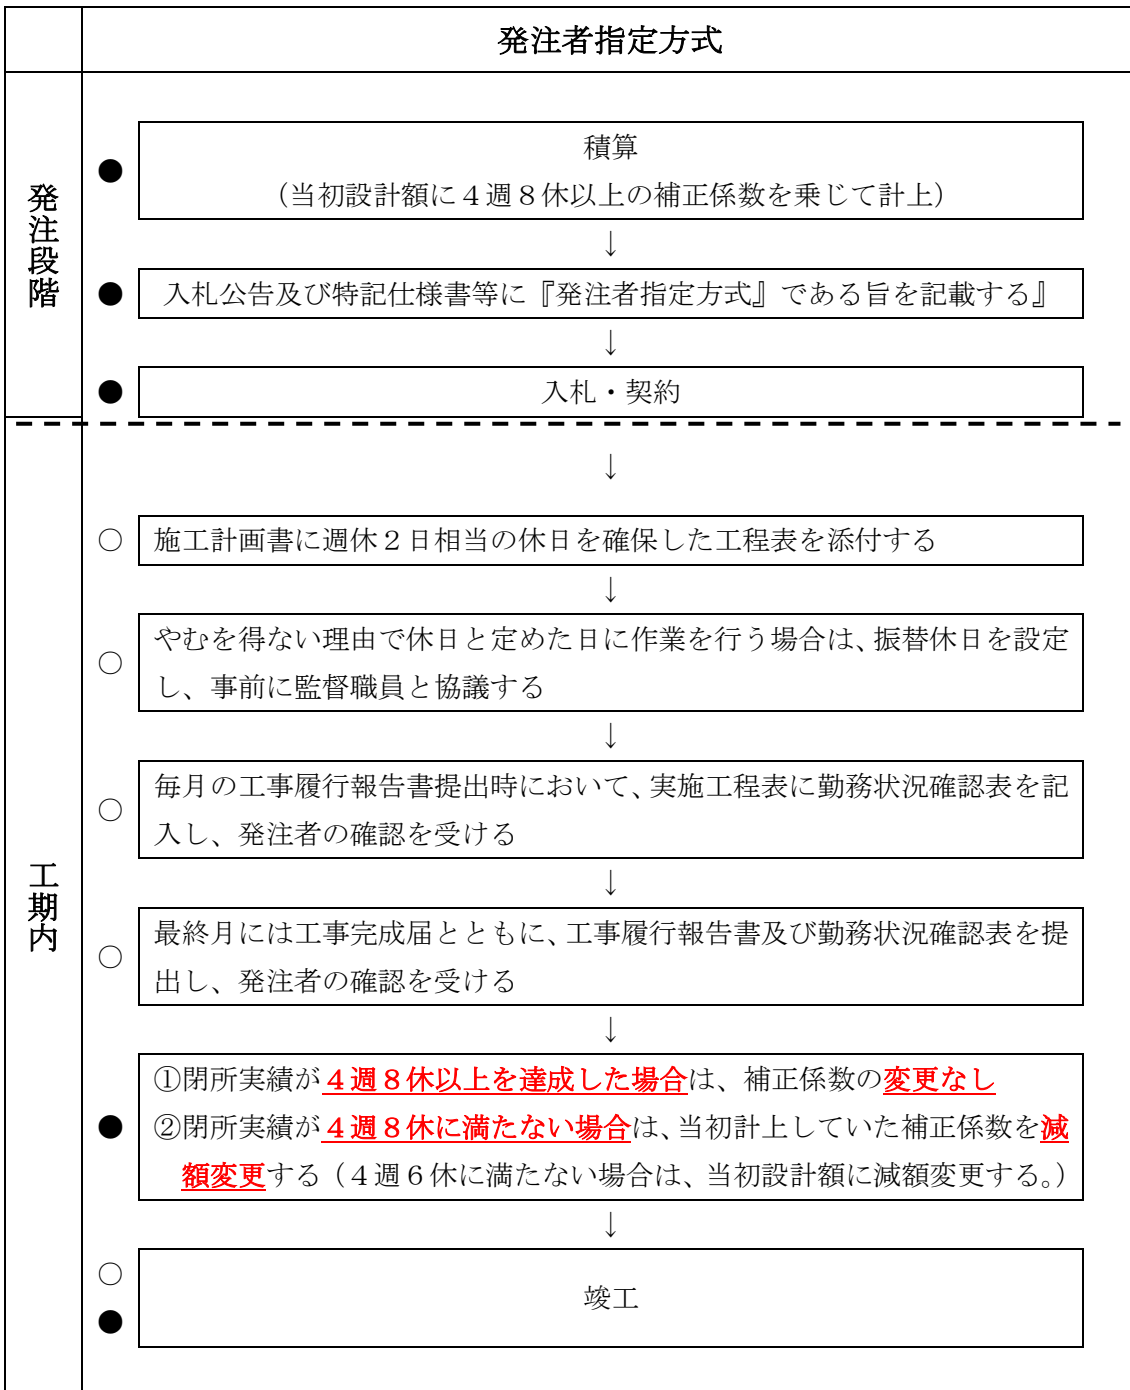 発注者指定方式
発注段階
●
積算
（当初設計額に４週８休以上の補正係数を乗じて計上）
↓
●
入札公告及び特記仕様書等に『発注者指定方式』である旨を記載する』
↓
●
入札・契約
↓
工期内
○
施工計画書に週休２日相当の休日を確保した工程表を添付する
↓
○
やむを得ない理由で休日と定めた日に作業を行う場合は、振替休日を設定
し、事前に監督職員と協議する
↓
○
毎月の工事履行報告書提出時において、実施工程表に勤務状況確認表を記
入し、発注者の確認を受ける
↓
○
最終月には工事完成届とともに、工事履行報告書及び勤務状況確認表を提
出し、発注者の確認を受ける
↓
●
①閉所実績が４週８休以上を達成した場合は、補正係数の変更なし
②閉所実績が４週８休に満たない場合は、当初計上していた補正係数を減
額変更する（４週６休に満たない場合は、当初設計額に減額変更する。）
↓
○
●
竣工